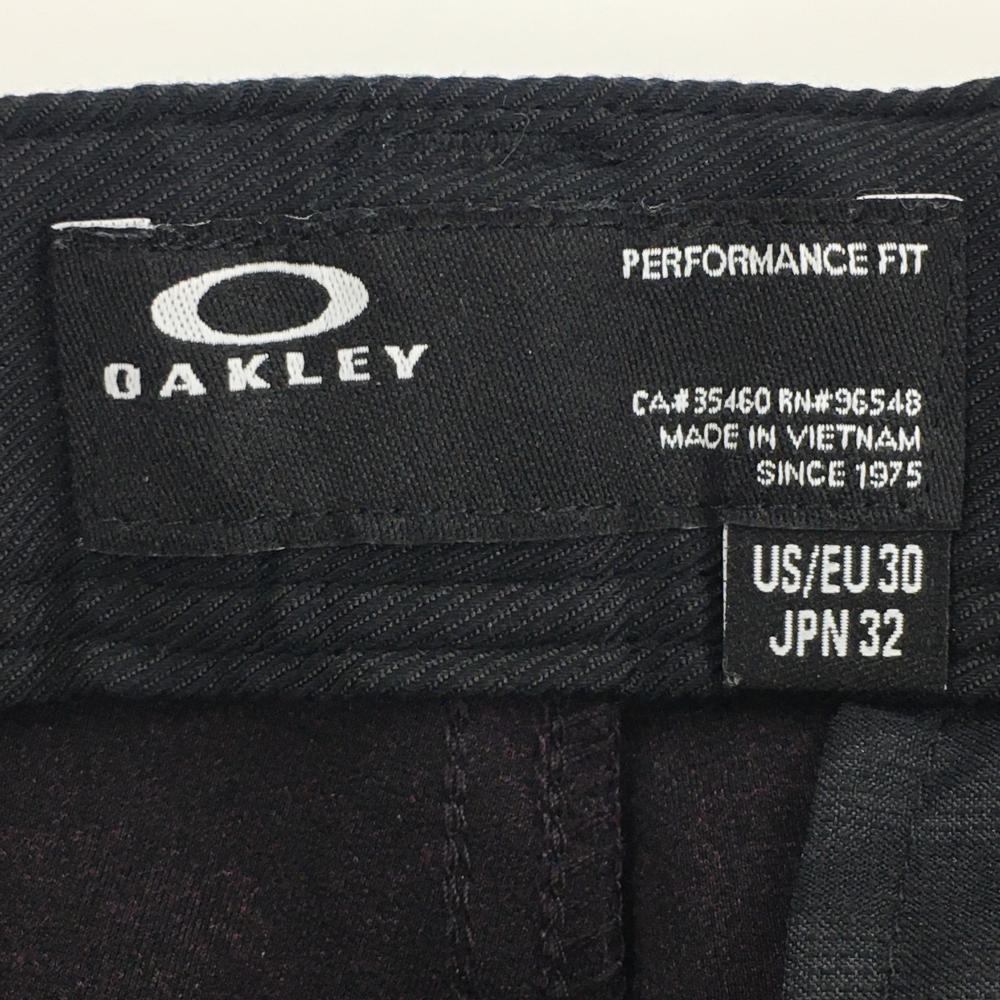 OAKLEY
PERFORMANCE FIT
CA#35460 RN#96548
MADE IN VIETNAM
SINCE 1975
US/EU 30
JPN 32